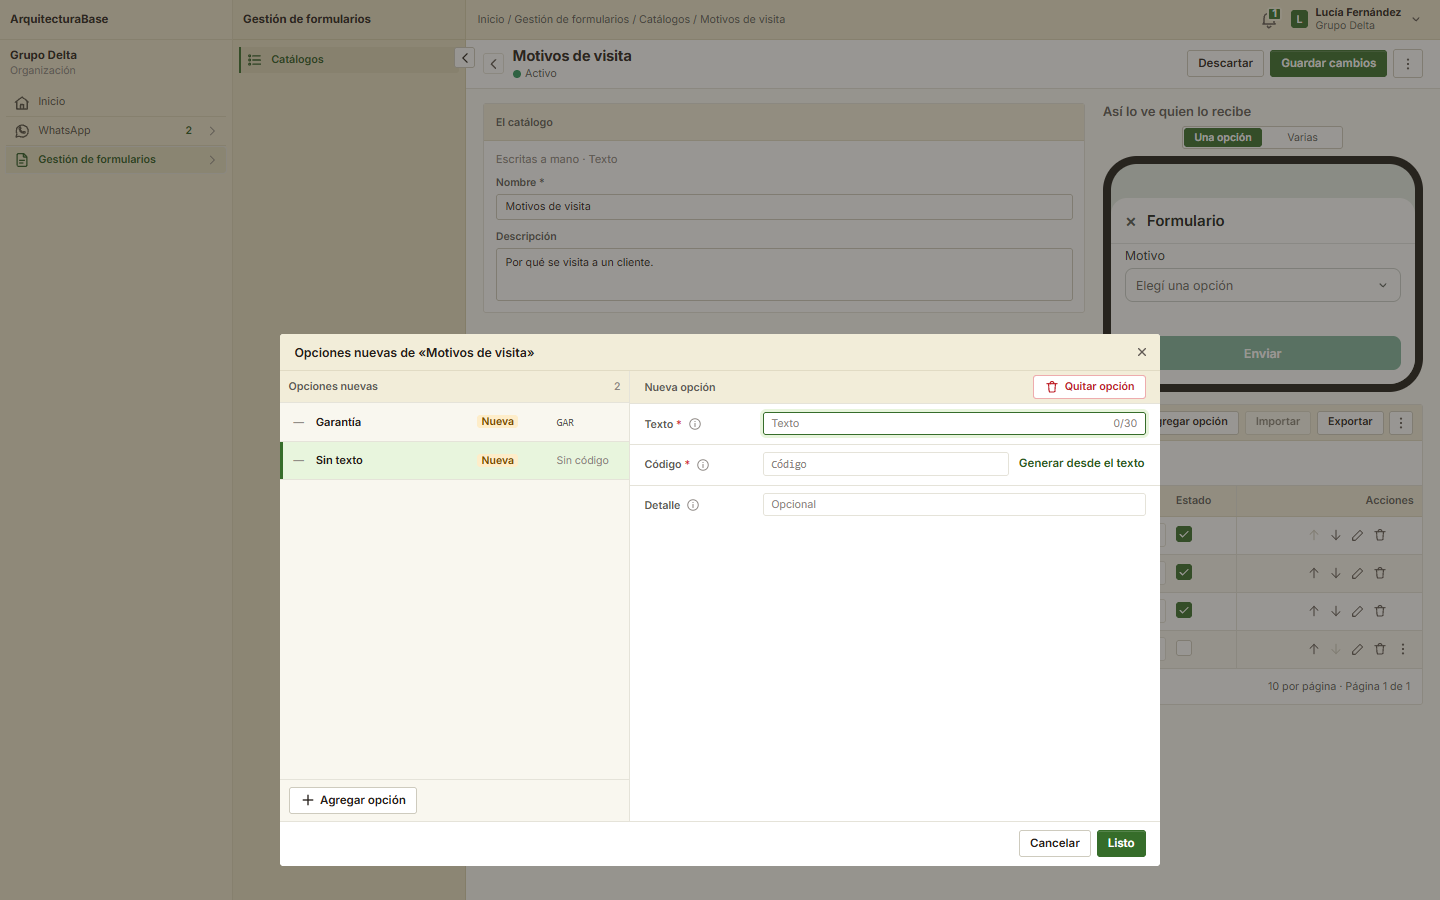 ArquitecturaBase
Grupo Delta
Organización
Inicio
WhatsApp 2
Gestión de formularios
Gestión de formularios
Catálogos
Inicio / Gestión de formularios / Catálogos / Motivos de visita
1
L
Lucía Fernández
Grupo Delta
Motivos de visita
Activo
Descartar
Guardar cambios
El catálogo
Escritas a mano · Texto
Nombre *
Motivos de visita
Descripción
Por qué se visita a un cliente.
Así lo ve quien lo recibe
Una opción
Varias
Formulario
Motivo
Elegí una opción
Enviar
opción
Importar
Exportar
Estado
Acciones
10 por página · Página 1 de 1
Opciones nuevas de «Motivos de visita»
Opciones nuevas 2
— Garantía Nueva GAR
— Sin texto Nueva Sin código
Agregar opción
Nueva opción
Quitar opción
Texto *
Texto 0/30
Código *
Código
Generar desde el texto
Detalle
Opcional
Cancelar
Listo